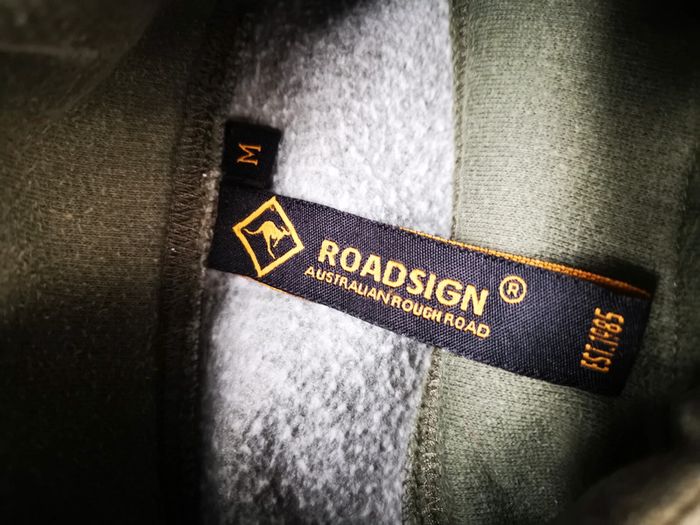 M
ROADSIGN ®
AUSTRALIAN ROUGH ROAD
EST.1985